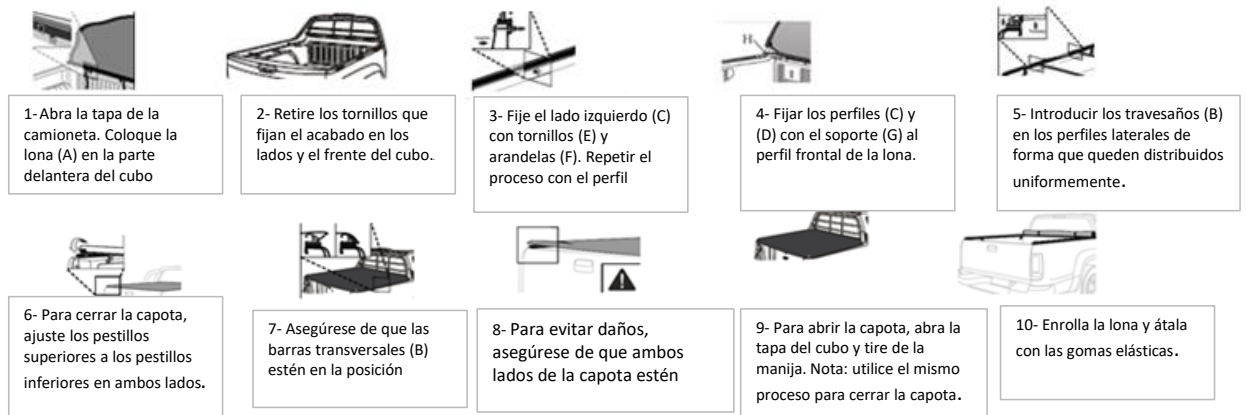 H
1-Abra la tapa de la
camioneta. Coloque la
lona (A) en la parte
delantera del cubo
2- Retire los tornillos que
fijan el acabado en los
lados y el frente del cubo.
3- Fije el lado izquierdo (C)
con tornillos (E) y
arandelas (F). Repetir el
proceso con el perfil
4- Fijar los perfiles (C) y
(D) con el soporte (G) al
perfil frontal de la lona.
5- Introducir los travesaños (B)
en los perfiles laterales de
forma que queden distribuidos
uniformemente.
6- Para cerrar la capota,
ajuste los pestillos
superiores a los pestillos
inferiores en ambos lados.
7- Asegúrese de que las
barras transversales (B)
estén en la posición
8- Para evitar daños,
asegúrese de que ambos
lados de la capota estén
9- Para abrir la capota, abra la
tapa del cubo y tire de la
manija. Nota: utilice el mismo
proceso para cerrar la capota.
10- Enrolla la lona y átala
con las gomas elásticas.